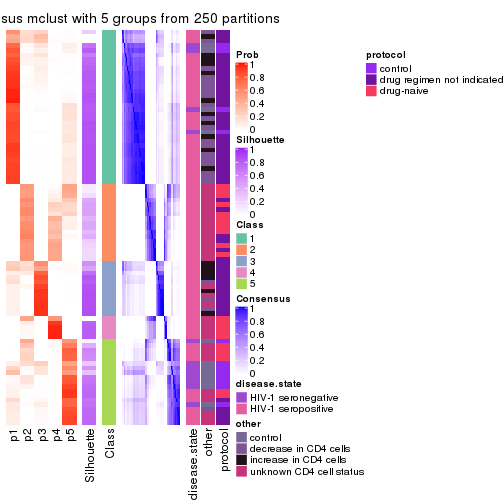 sus mclust with 5 groups from 250 partitions
Prob
1
0.8
0.6
0.4
0.2
0
Silhouette
1
0.8
0.6
0.4
0.2
0
Class
1
2
3
4
5
Consensus
1
0.8
0.6
0.4
0.2
0
disease.state
HIV-1 seronegative
HIV-1 seropositive
other
control
decrease in CD4 cells
increase in CD4 cells
unknown CD4 cell status
protocol
control
drug regimen not indicated
drug-naive
p1
p2
p3
p4
p5
Silhouette
Class
disease.state
other
protocol